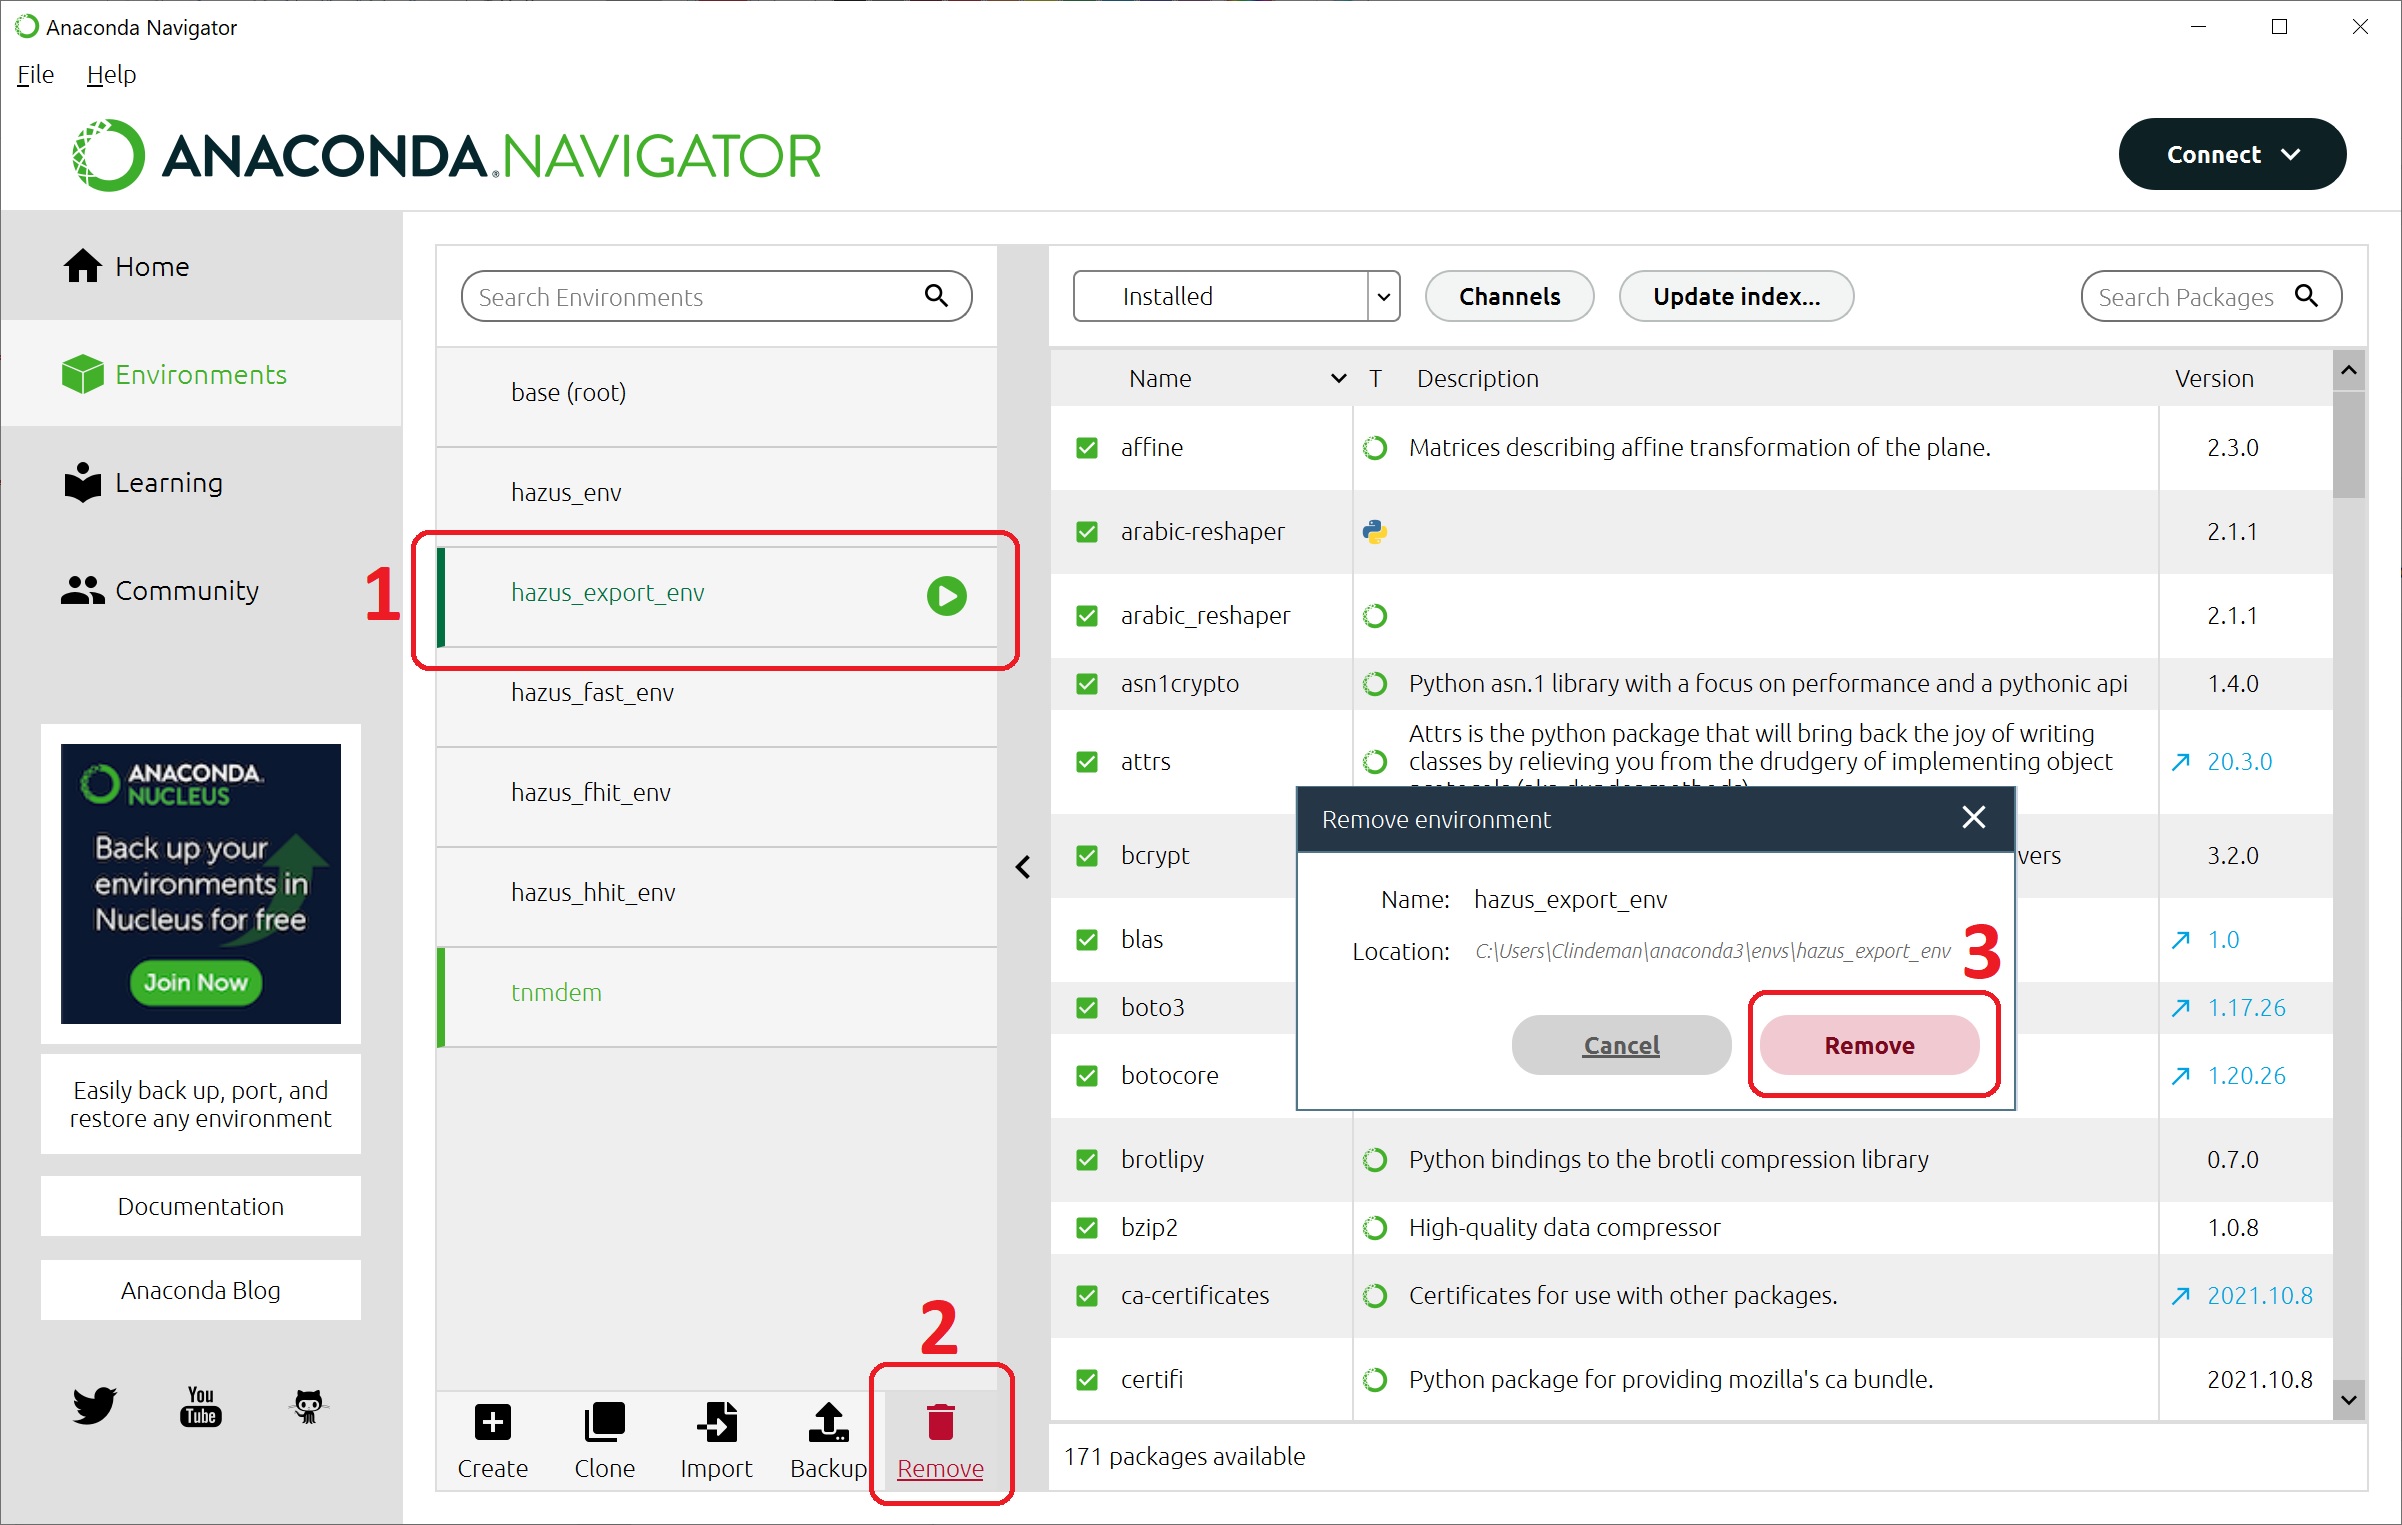 Anaconda Navigator
File Help
ANACONDA.NAVIGATOR
Connect
Home
Environments
Learning
Community
ANACONDA
NUCLEUS
Back up your
environments in
Nucleus for free
Join Now
Easily back up, port, and
restore any environment
Documentation
Anaconda Blog
You
Tube
Search Environments
base (root)
hazus_env
1
hazus_export_env
hazus_fast_env
hazus_fhit_env
hazus_hhit_env
tnmdem
2
Create Clone Import Backup Remove
Installed Channels Update index... Search Packages
Name T Description Version
affine Matrices describing affine transformation of the plane. 2.3.0
arabic-reshaper 2.1.1
arabic_reshaper 2.1.1
asn1crypto Python asn.1 library with a focus on performance and a pythonic api 1.4.0
Attrs is the python package that will bring back the joy of writing
attrs classes by relieving you from the drudgery of implementing object 20.3.0
bcrypt vers 3.2.0
blas 1.0
boto3 1.17.26
botocore 1.20.26
brotlipy Python bindings to the brotli compression library 0.7.0
bzip2 High-quality data compressor 1.0.8
ca-certificates Certificates for use with other packages. 2021.10.8
certifi Python package for providing mozilla's ca bundle. 2021.10.8
171 packages available
Remove environment
Name: hazus_export_env
Location: C:\Users\Clindeman\anaconda3\envs\hazus_export_env
3
Cancel Remove